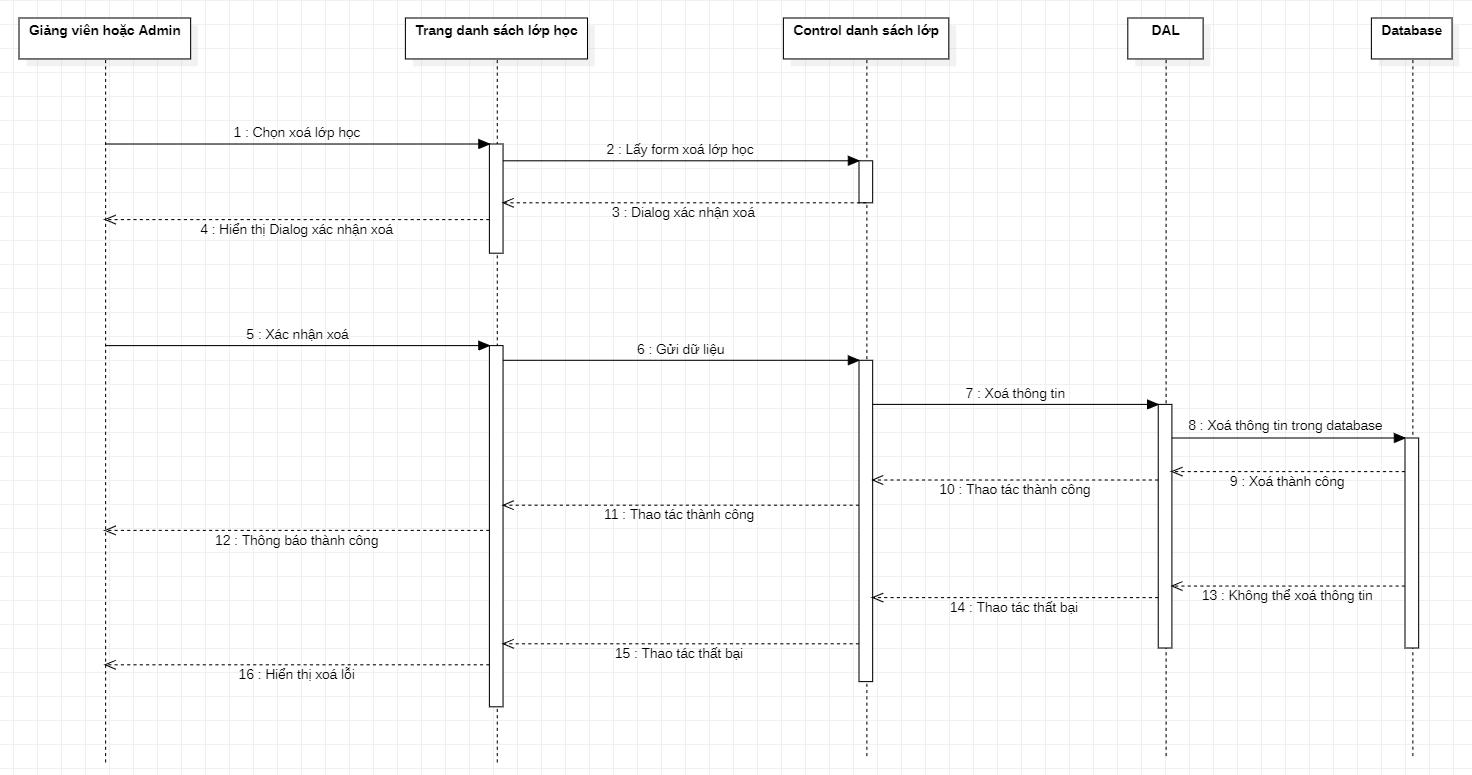 Giảng viên hoặc Admin
Trang danh sách lớp học
Control danh sách lớp
DAL
Database
1 : Chọn xoá lớp học
2 : Lấy form xoá lớp học
3 : Dialog xác nhận xoá
4 : Hiển thị Dialog xác nhận xoá
5 : Xác nhận xoá
6 : Gửi dữ liệu
7 : Xoá thông tin
8 : Xoá thông tin trong database
9 : Xoá thành công
10 : Thao tác thành công
11 : Thao tác thành công
12 : Thông báo thành công
13 : Không thể xoá thông tin
14 : Thao tác thất bại
15 : Thao tác thất bại
16 : Hiển thị xoá lỗi